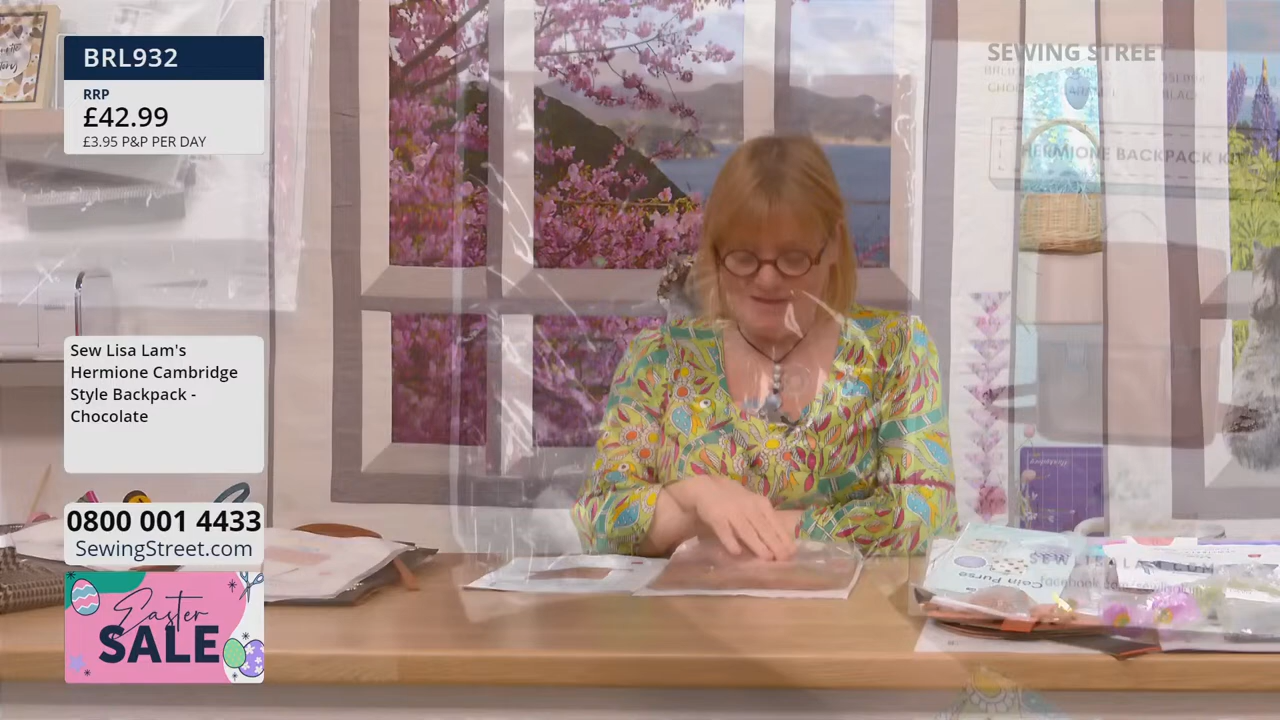 BRL932
RRP
£42.99
£3.95 P&P PER DAY
Sew Lisa Lam's
Hermione Cambridge
Style Backpack -
Chocolate
0800 001 4433
SewingStreet.com
Easter
SALE
SEWING STREET
HERMIONE BACKPACK KIT
Coin Purse